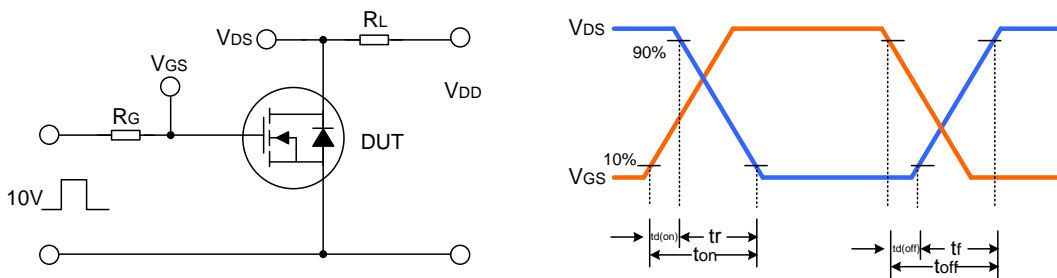 VDS
RL
VGS
RG
VDD
DUT
10V
VDS
90%
10%
VGS
td(on)
tr
ton
td(off)
tf
toff